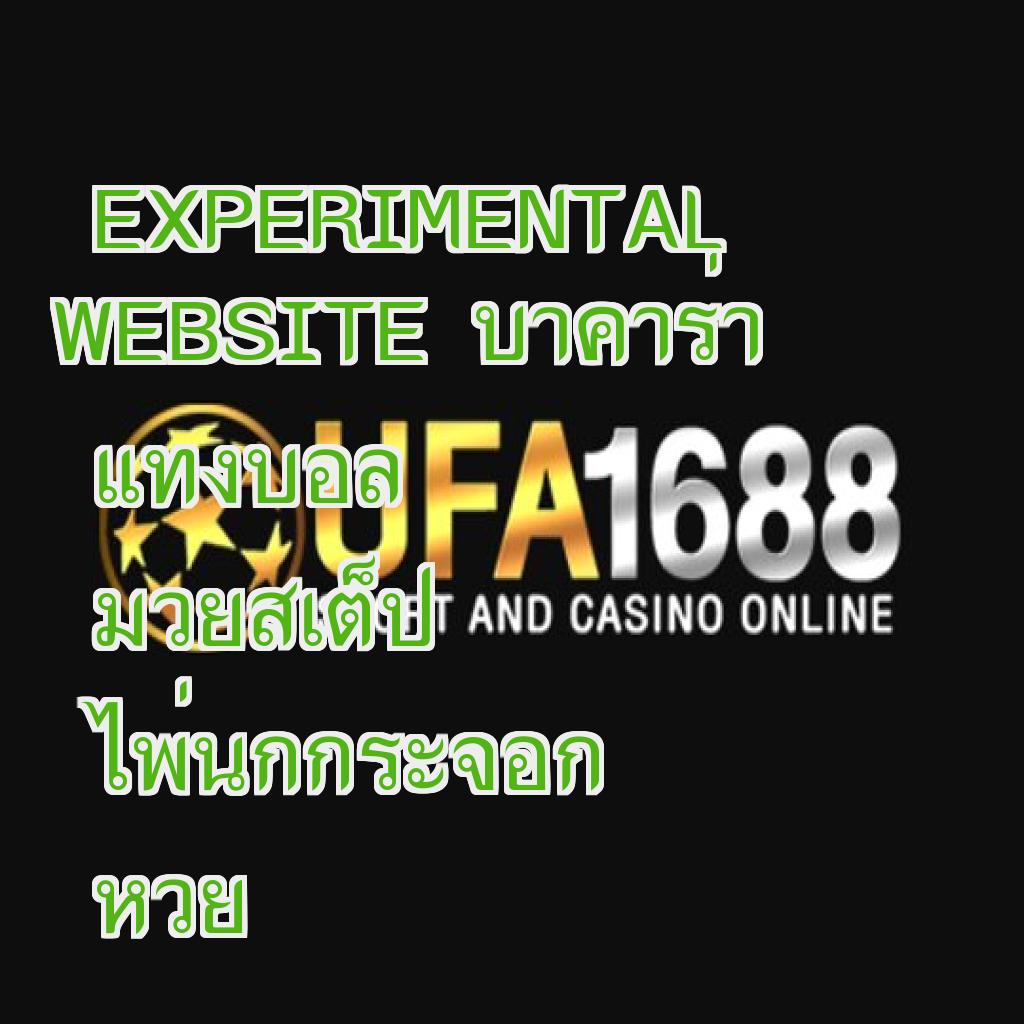 EXPERIMENTALุ
WEBSITE บาคารา
แทงบอล
UFA1688
มวยสเต็ป
AND CASINO ONLINE
ไพ่นกกระจอก
หวย